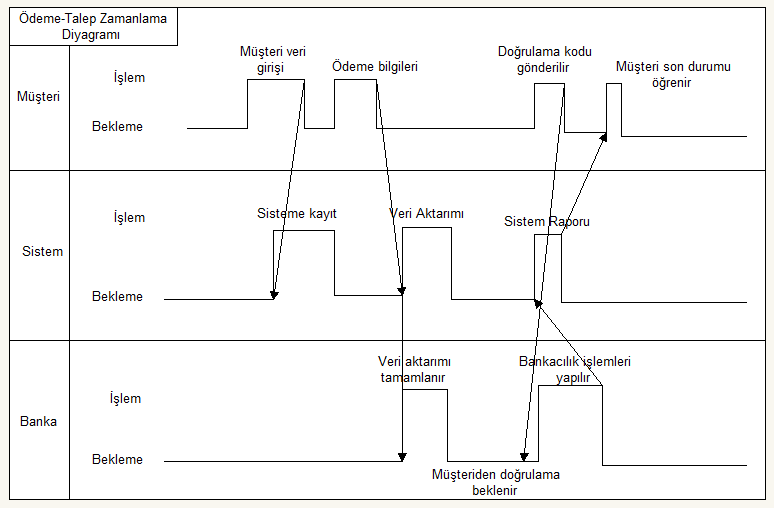 Ödeme-Talep Zamanlama
Diyagramı
Müşteri
İşlem
Bekleme
Müşteri veri
girişi
Ödeme bilgileri
Doğrulama kodu
gönderilir
Müşteri son durumu
öğrenir
Sistem
İşlem
Bekleme
Sisteme kayıt
Veri Aktarımı
Sistem Raporu
Banka
İşlem
Bekleme
Veri aktarımı
tamamlanır
Bankacılık işlemleri
yapılır
Müşteriden doğrulama
beklenir